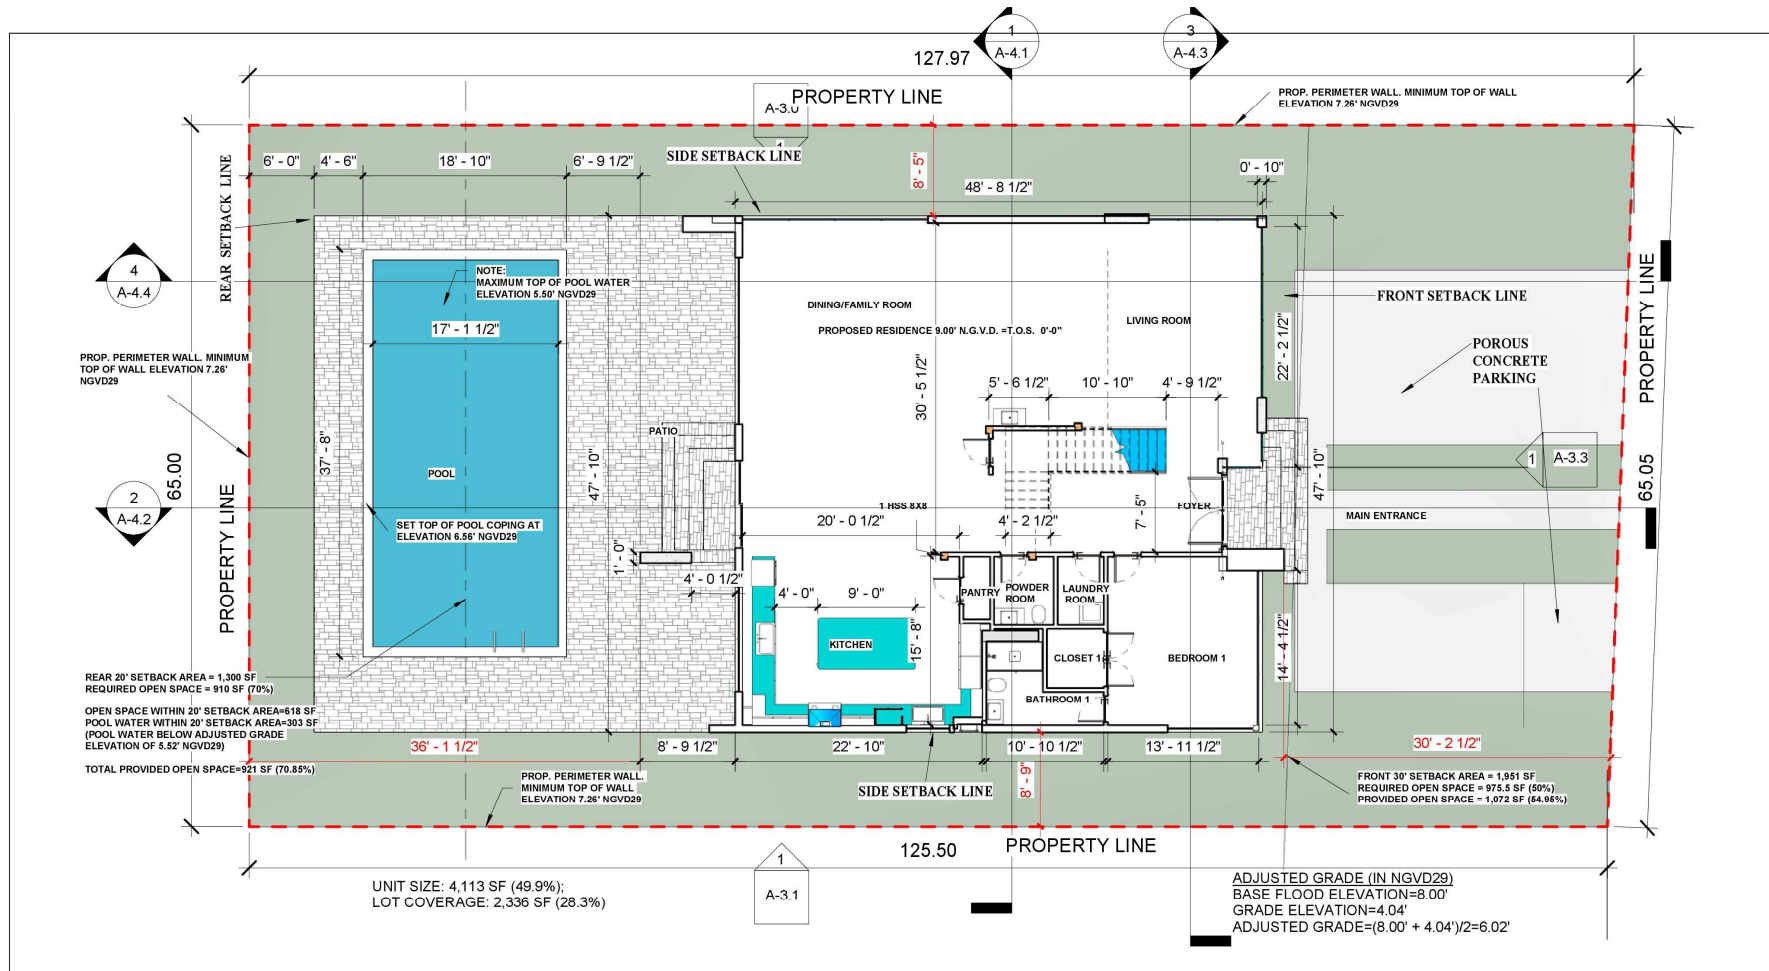 1
A-4.1
3
A-4.3
127.97
PROPERTY LINE
A-3.0
1
PROP. PERIMETER WALL. MINIMUM TOP OF WALL
ELEVATION 7.26' NGVD29
6' - 0"
4' - 6"
18' - 10"
6' - 9 1/2"
SIDE SETBACK LINE
8' - 5"
48' - 8 1/2"
0' - 10"
REAR SETBACK LINE
4
A-4.4
NOTE:
MAXIMUM TOP OF POOL WATER
ELEVATION 5.50' NGVD29
17' - 1 1/2"
DINING/FAMILY ROOM
PROPOSED RESIDENCE 9.00' N.G.V.D. =T.O.S. 0'-0"
LIVING ROOM
FRONT SETBACK LINE
PROPERTY LINE
22' - 2 1/2"
POROUS
CONCRETE
PARKING
PROP. PERIMETER WALL. MINIMUM
TOP OF WALL ELEVATION 7.26'
NGVD29
30' - 5 1/2"
5' - 6 1/2"
10' - 10"
4' - 9 1/2"
37' - 8"
PATIO
POOL
47' - 10"
47' - 10"
1
A-3.3
65.00
65.05
2
A-4.2
PROPERTY LINE
SET TOP OF POOL COPING AT
ELEVATION 6.56' NGVD29
1 HSS 8X8
20' - 0 1/2"
4' - 2 1/2"
7' - 5"
FOYER
MAIN ENTRANCE
1' - 0"
4' - 0 1/2"
4' - 0"
9' - 0"
PANTRY
POWDER
ROOM
LAUNDRY
ROOM
KITCHEN
15' - 8"
CLOSET 1
BEDROOM 1
14' - 4 1/2"
BATHROOM 1
REAR 20' SETBACK AREA = 1,300 SF
REQUIRED OPEN SPACE = 910 SF (70%)
OPEN SPACE WITHIN 20' SETBACK AREA=618 SF
POOL WATER WITHIN 20' SETBACK AREA=303 SF
(POOL WATER BELOW ADJUSTED GRADE
ELEVATION OF 5.52' NGVD29)
TOTAL PROVIDED OPEN SPACE=921 SF (70.85%)
36' - 1 1/2"
8' - 9 1/2"
22' - 10"
10' - 10 1/2"
13' - 11 1/2"
30' - 2 1/2"
PROP. PERIMETER WALL.
MINIMUM TOP OF WALL
ELEVATION 7.26' NGVD29
SIDE SETBACK LINE
8' - 9"
FRONT 30' SETBACK AREA = 1,951 SF
REQUIRED OPEN SPACE = 975.5 SF (50%)
PROVIDED OPEN SPACE = 1,072 SF (54.95%)
125.50
PROPERTY LINE
1
A-3.1
UNIT SIZE: 4,113 SF (49.9%);
LOT COVERAGE: 2,336 SF (28.3%)
ADJUSTED GRADE (IN NGVD29)
BASE FLOOD ELEVATION=8.00'
GRADE ELEVATION=4.04'
ADJUSTED GRADE=(8.00' + 4.04')/2=6.02'